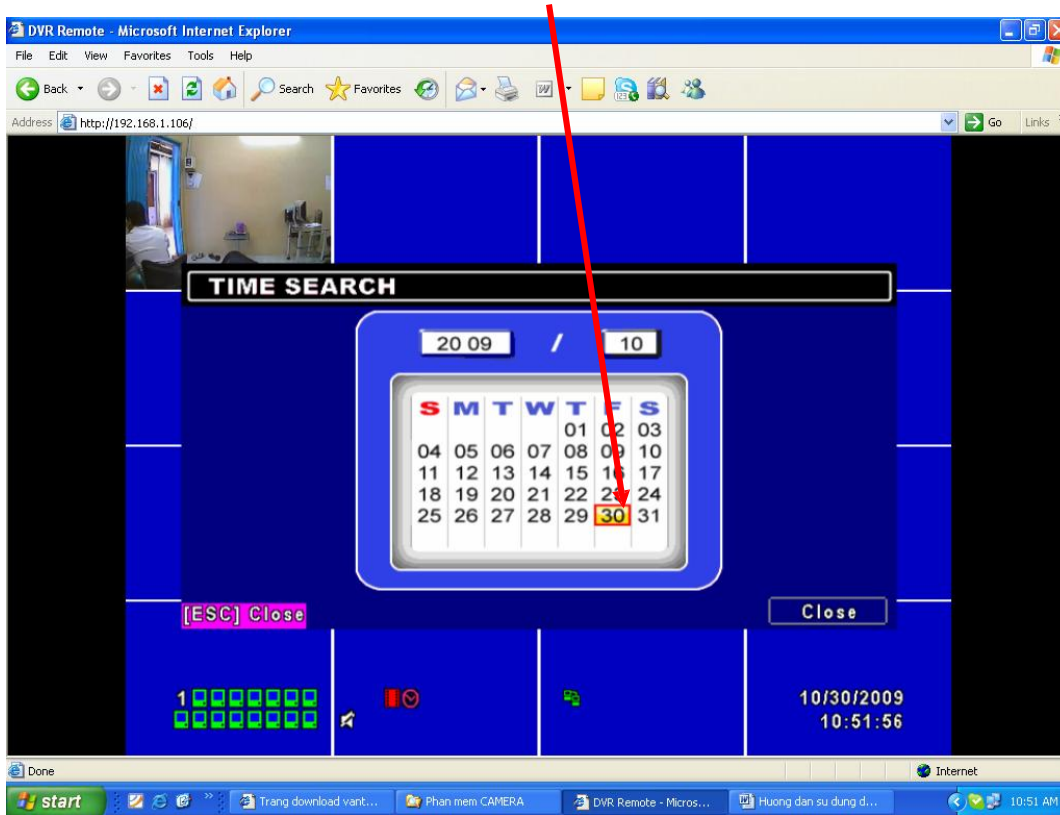 DVR Remote - Microsoft Internet Explorer
File Edit View Favorites Tools Help
Back Search Favorites
Address http://192.168.1.106/ Go Links
TIME SEARCH
20 09 / 10
S M T W T F S
01 02 03
04 05 06 07 08 09 10
11 12 13 14 15 16 17
18 19 20 21 22 23 24
25 26 27 28 29 30 31
[ESC] Close Close
1
10/30/2009
10:51:56
Done Internet
start Trang download vant... Phan mem CAMERA DVR Remote - Micros... Huong dan su dung d... 10:51 AM